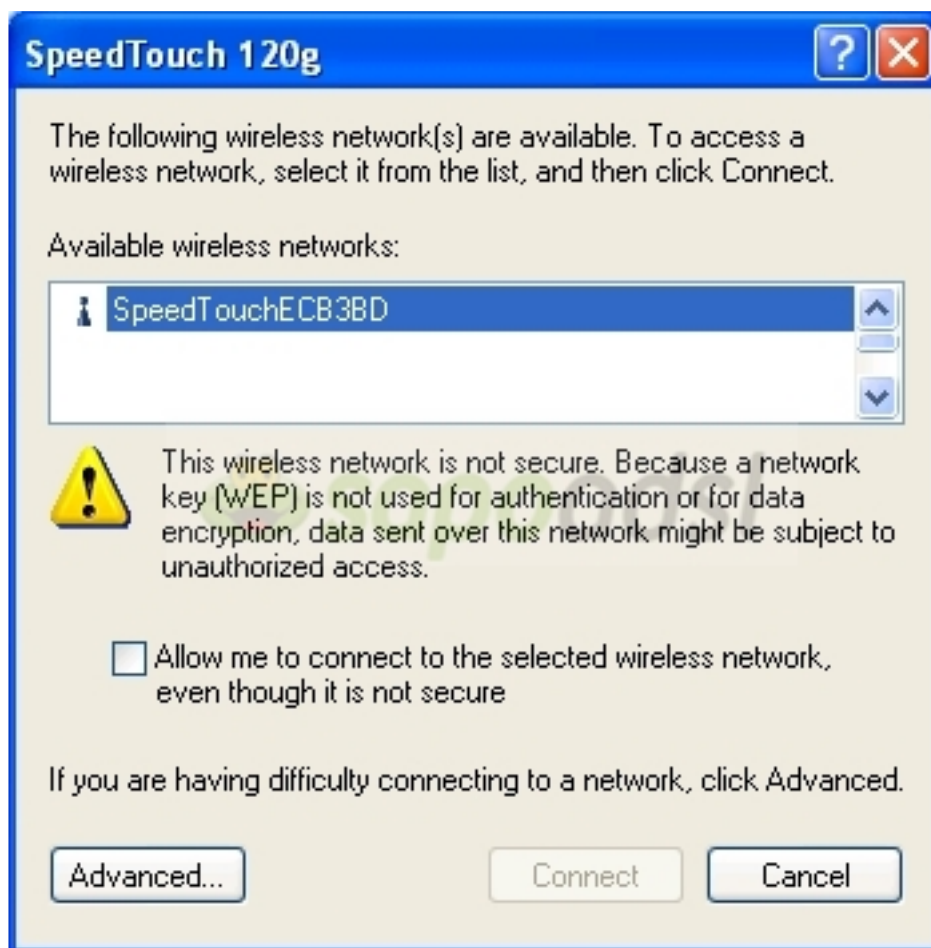 SpeedTouch 120g
The following wireless network(s) are available. To access a
wireless network, select it from the list, and then click Connect.
Available wireless networks:
SpeedTouchECB3BD
This wireless network is not secure. Because a network
key (WEP) is not used for authentication or for data
encryption, data sent over this network might be subject to
unauthorized access.
sapoadsl
Allow me to connect to the selected wireless network,
even though it is not secure
If you are having difficulty connecting to a network, click Advanced.
Advanced... Connect Cancel